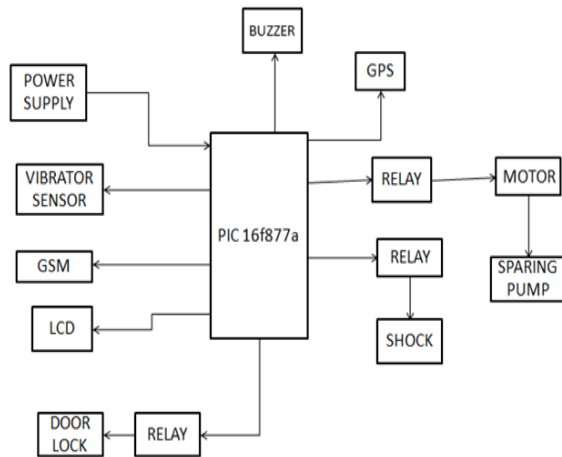 BUZZER
GPS
POWER
SUPPLY
VIBRATOR
SENSOR
PIC 16f877a
RELAY
MOTOR
GSM
RELAY
SPARING
PUMP
LCD
SHOCK
DOOR
LOCK
RELAY